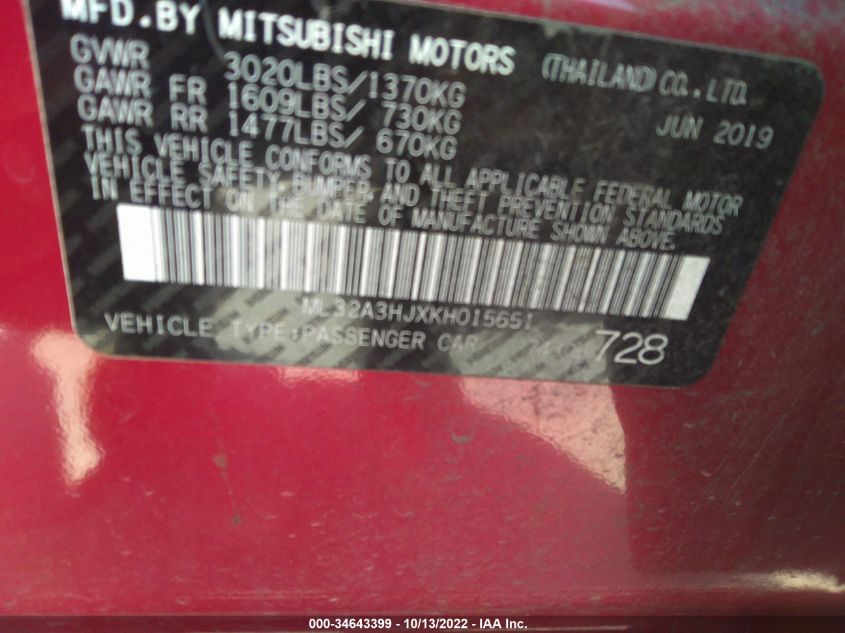 MFD.BY MITSUBISHI MOTORS (THAILAND) CO.,LTD.
GVWR 3020LBS/1370KG
GAWR FR 1609LBS/ 730KG JUN 2019
GAWR RR 1477LBS/ 670KG
THIS VEHICLE CONFORMS TO ALL APPLICABLE FEDERAL MOTOR
VEHICLE SAFETY, BUMPER, AND THEFT PREVENTION STANDARDS
IN EFFECT ON THE DATE OF MANUFACTURE SHOWN ABOVE.
ML32A3HJXKH015651
VEHICLE TYPE:PASSENGER CAR 728
000-34643399 - 10/13/2022 - IAA Inc.